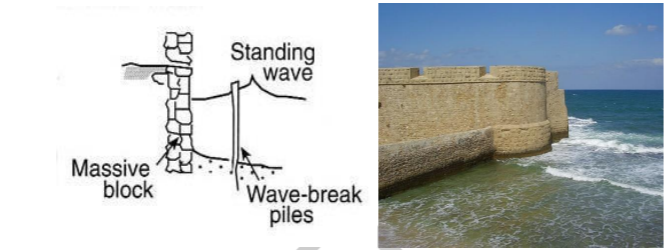 Standing
wave
Massive
block
Wave-break
piles